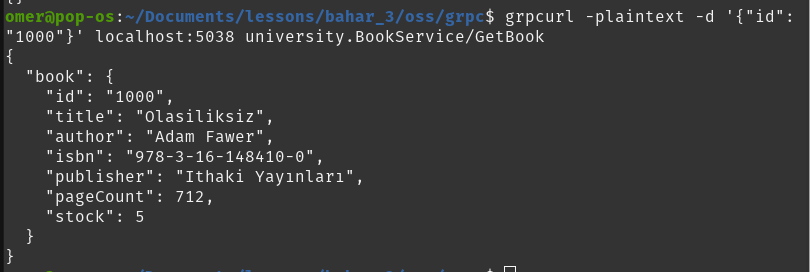 omer@pop-os:~/Documents/lessons/bahar_3/oss/grpc$ grpcurl -plaintext -d '{"id":
"1000"}' localhost:5038 university.BookService/GetBook
{
  "book": {
    "id": "1000",
    "title": "Olasiliksiz",
    "author": "Adam Fawer",
    "isbn": "978-3-16-148410-0",
    "publisher": "Ithaki Yayınları",
    "pageCount": 712,
    "stock": 5
  }
}